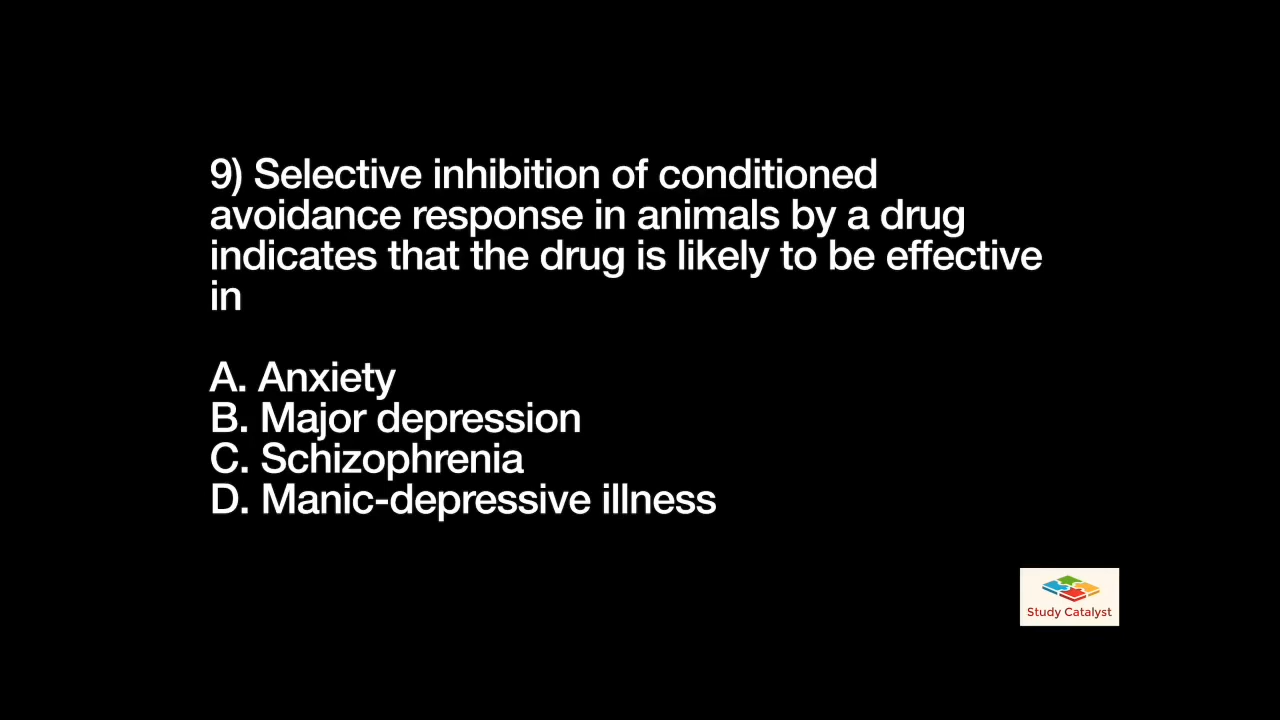 9) Selective inhibition of conditioned
avoidance response in animals by a drug
indicates that the drug is likely to be effective
in
A. Anxiety
B. Major depression
C. Schizophrenia
D. Manic-depressive illness
Study Catalyst